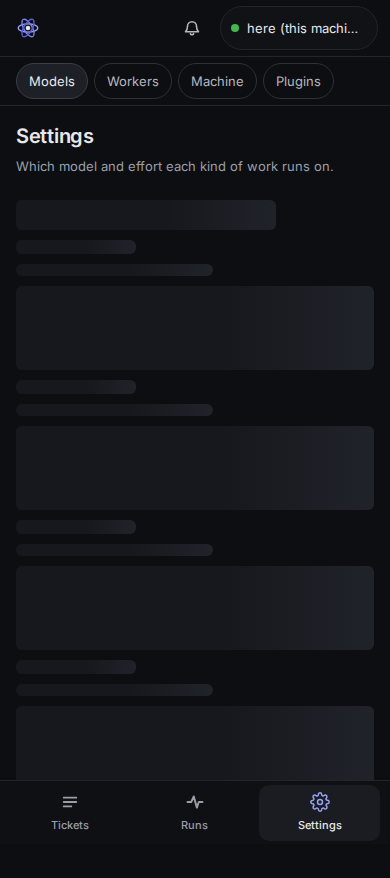 here (this machi...
Models
Workers
Machine
Plugins
Settings
Which model and effort each kind of work runs on.
Tickets
Runs
Settings